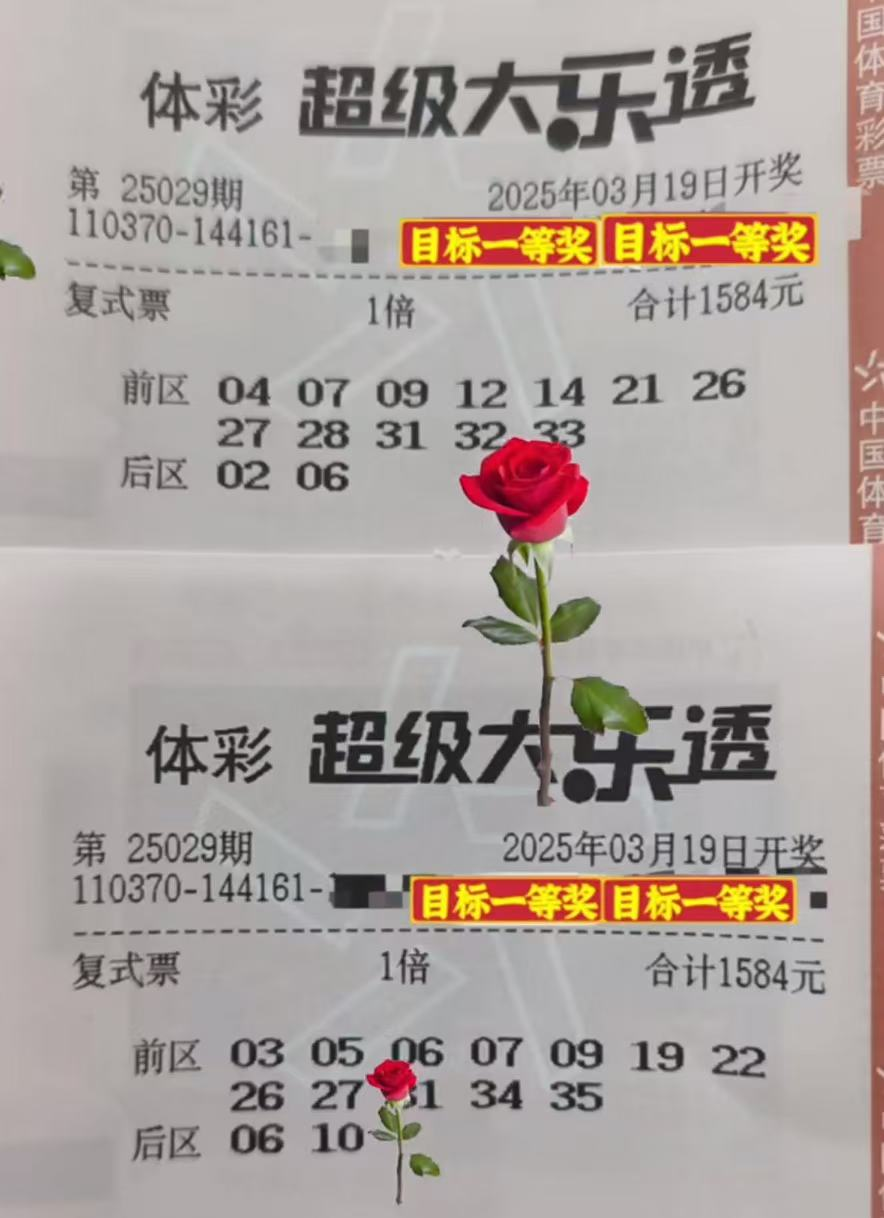 体彩 超级大乐透
第 25029期 2025年03月19日开奖
110370-144161- 目标一等奖 目标一等奖
复式票 1倍 合计1584元
前区 04 07 09 12 14 21 26
27 28 31 32 33
后区 02 06
中国体育彩票
中国体育
体彩 超级大乐透
第 25029期 2025年03月19日开奖
110370-144161- 目标一等奖 目标一等奖
复式票 1倍 合计1584元
前区 03 05 06 07 09 19 22
26 27 31 34 35
后区 06 10